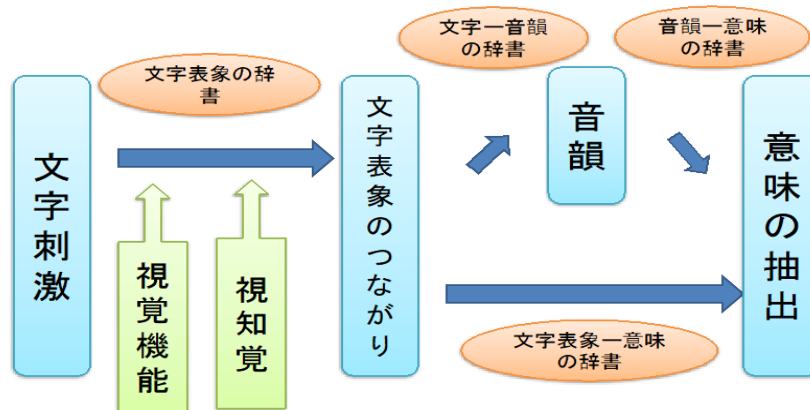 文字―音韻
の辞書
音韻―意味
の辞書
文字表象の辞
書
文字刺激
文字表象のつながり
音韻
意味の抽出
視覚機能
視知覚
文字表象―意味
の辞書